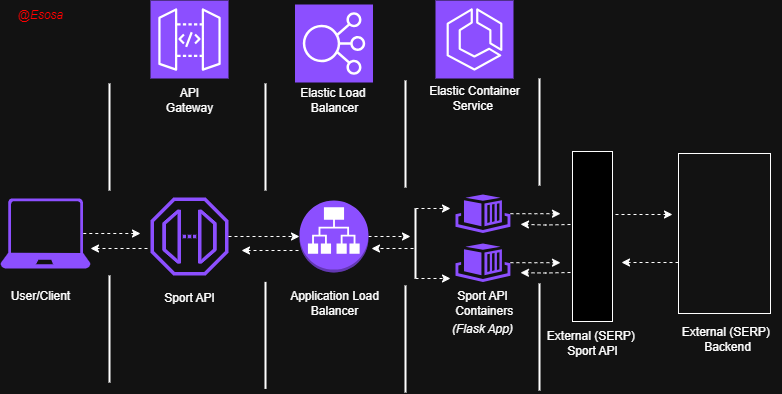 @Esosa
API
Gateway
Elastic Load
Balancer
Elastic Container
Service
User/Client
Sport API
Application Load
Balancer
Sport API
Containers
(Flask App)
External (SERP)
Sport API
External (SERP)
Backend